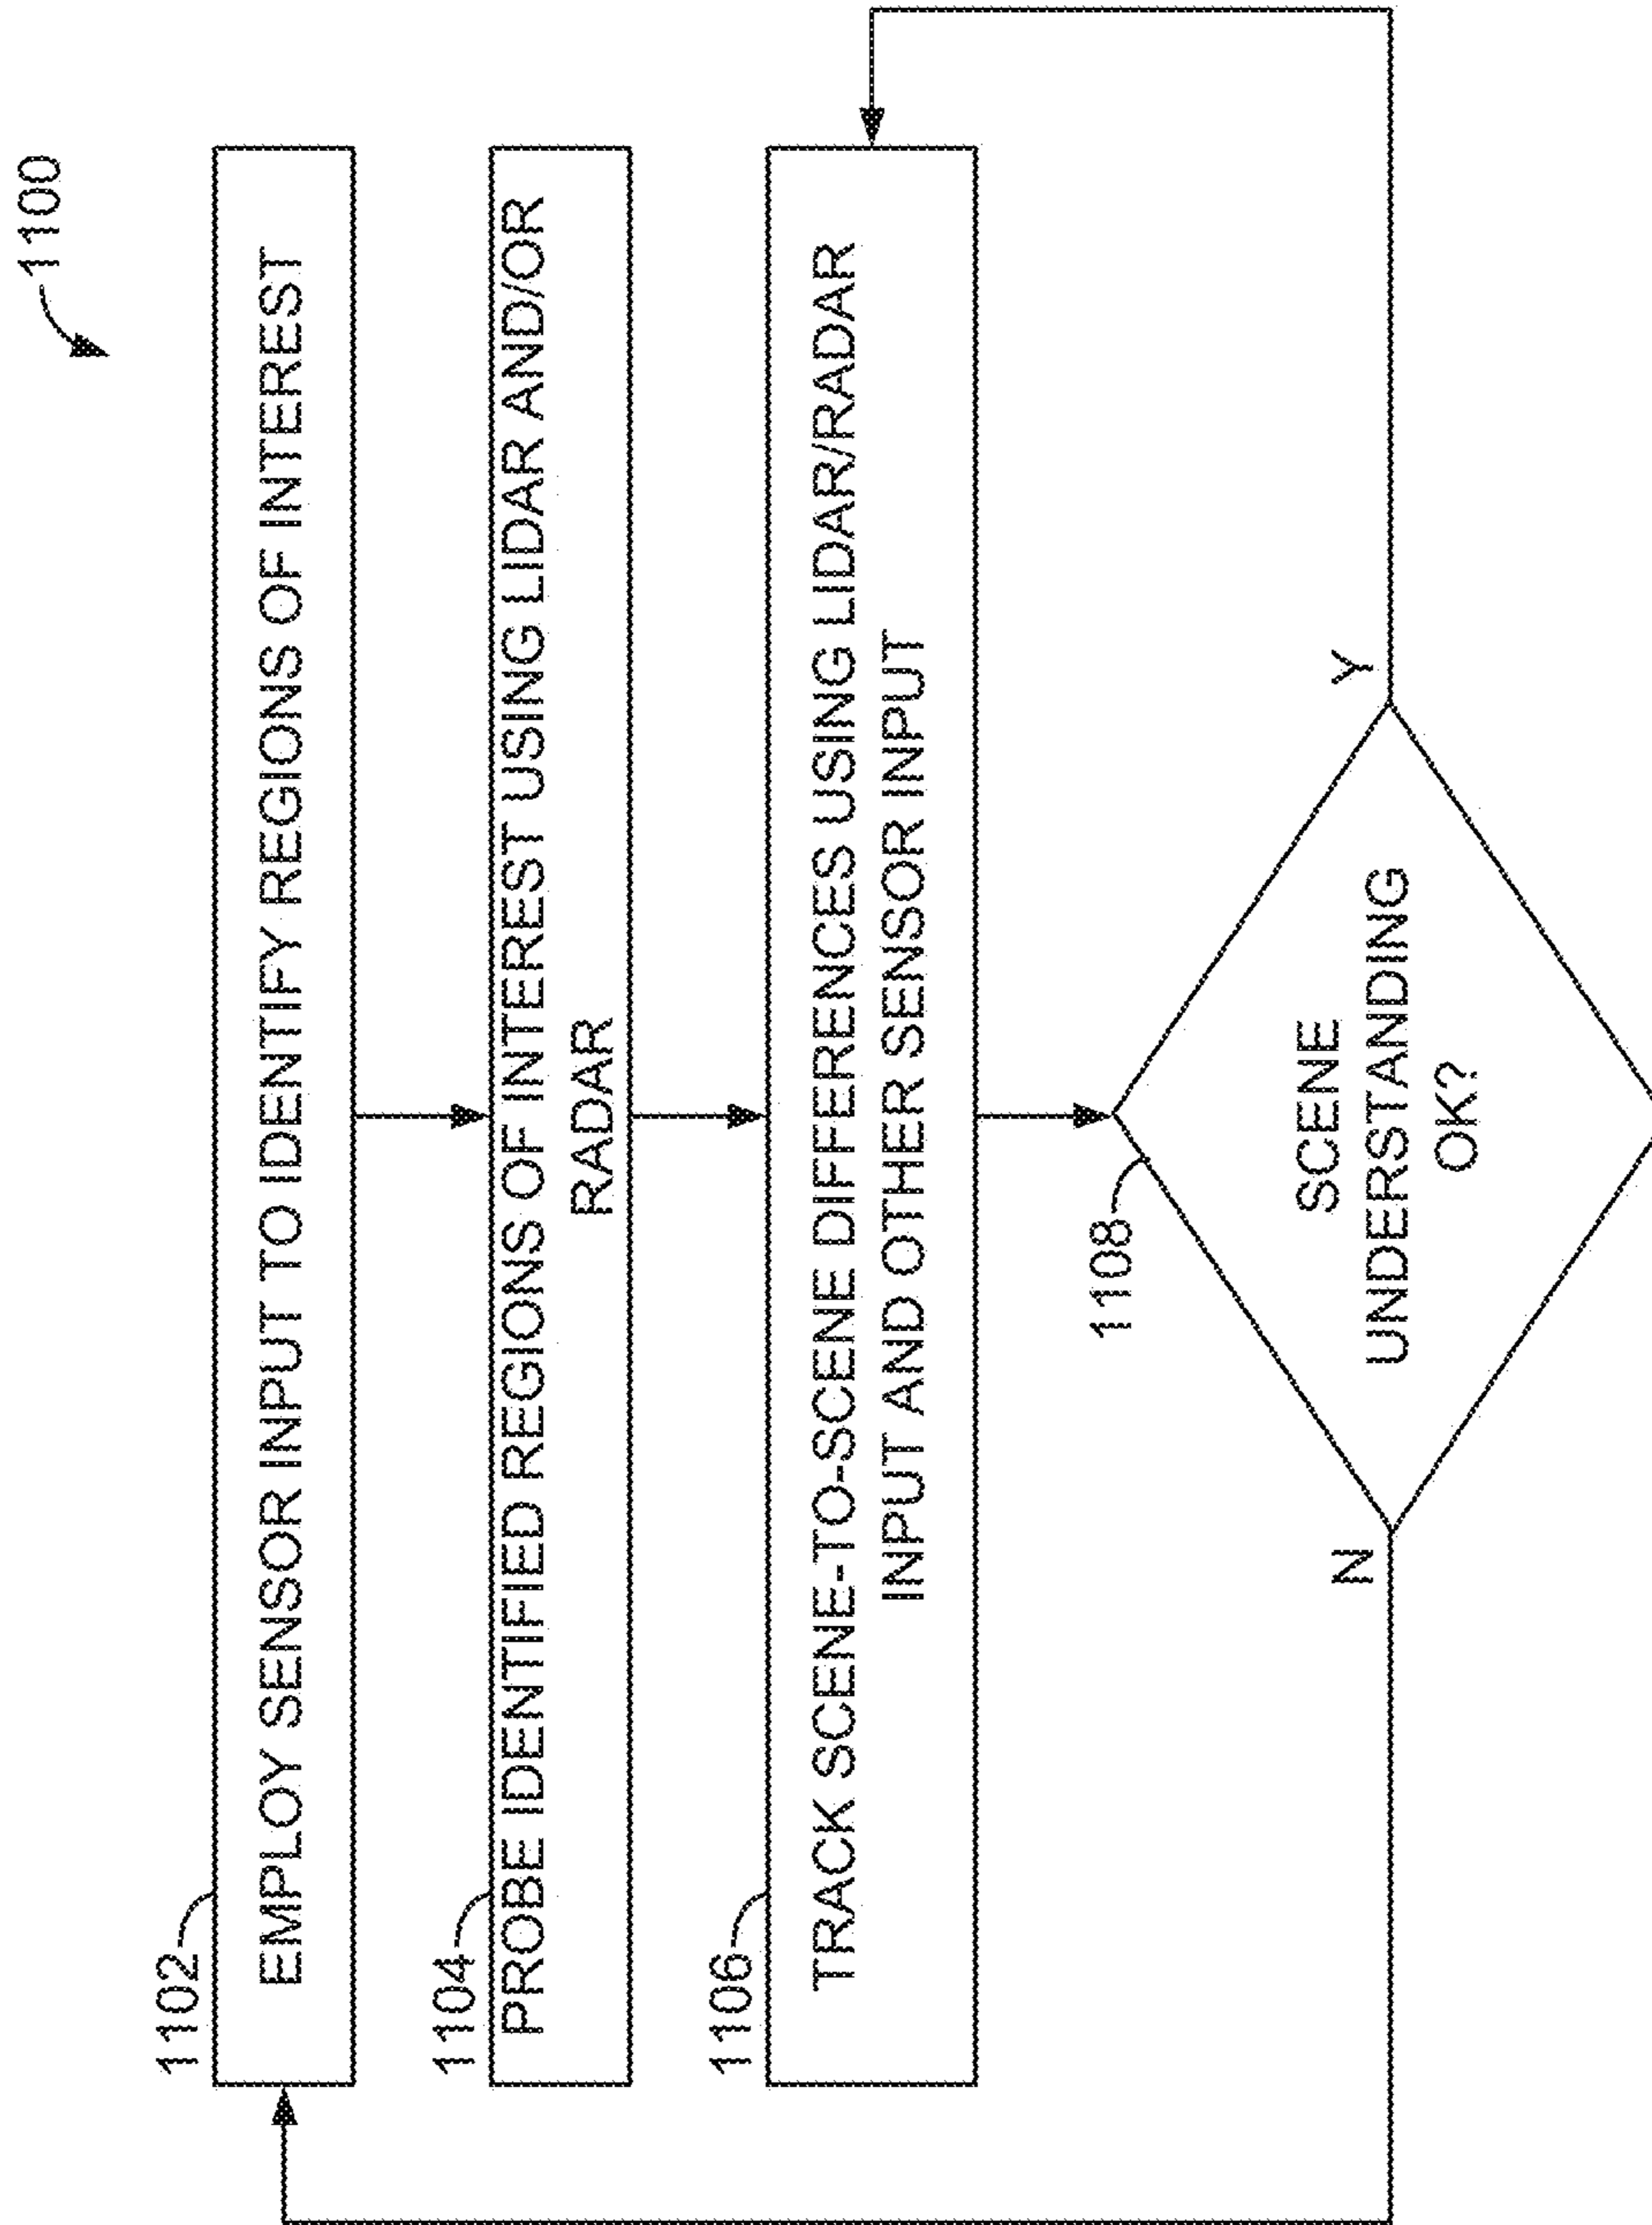 1100
1102
EMPLOY SENSOR INPUT TO IDENTIFY REGIONS OF INTEREST
1104
PROBE IDENTIFIED REGIONS OF INTEREST USING LIDAR AND/OR
RADAR
1106
TRACK SCENE-TO-SCENE DIFFERENCES USING LIDAR/RADAR
INPUT AND OTHER SENSOR INPUT
1108
SCENE
UNDERSTANDING
OK?
N
Y